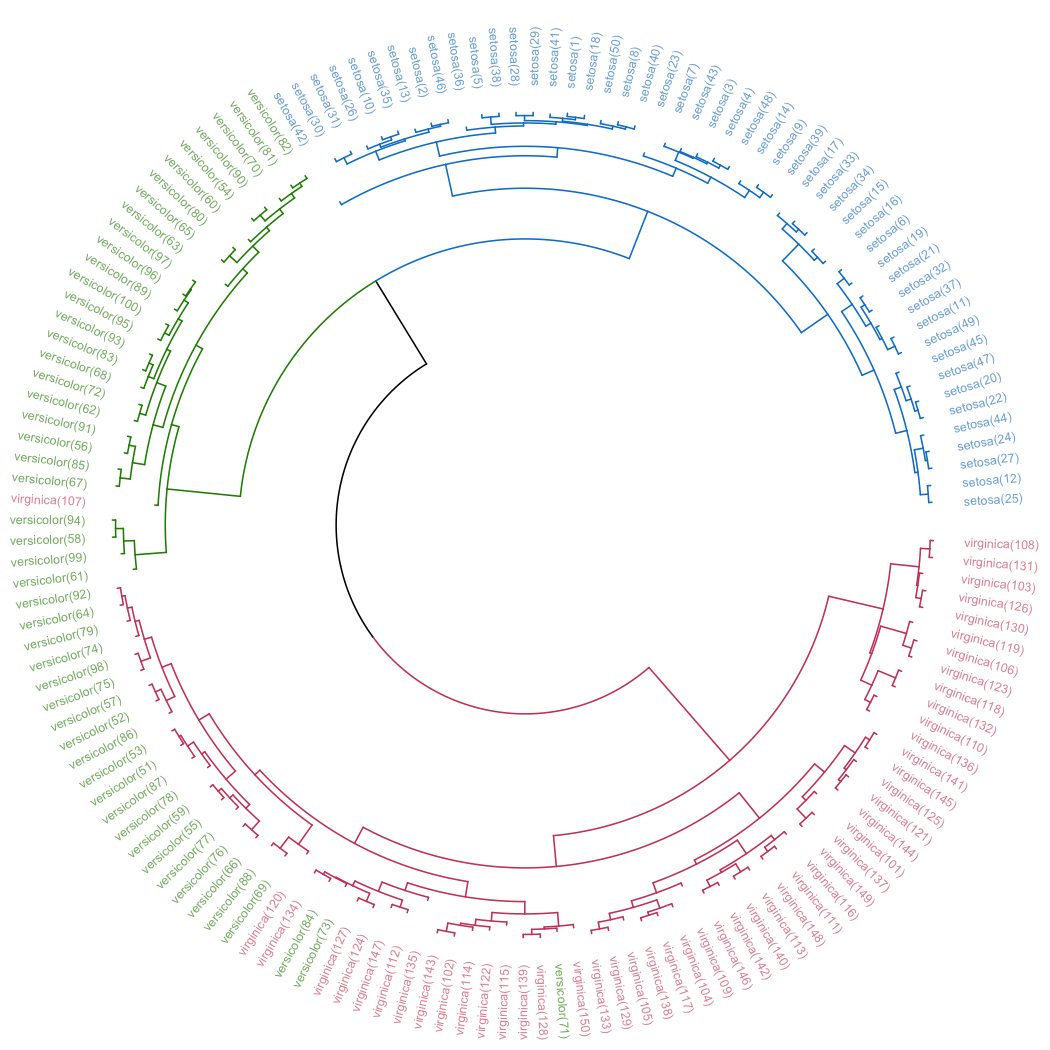 setosa(42)
setosa(30)
setosa(31)
setosa(26)
setosa(10)
setosa(35)
setosa(13)
setosa(2)
setosa(46)
setosa(36)
setosa(5)
setosa(38)
setosa(28)
setosa(29)
setosa(41)
setosa(1)
setosa(18)
setosa(50)
setosa(8)
setosa(40)
setosa(23)
setosa(7)
setosa(43)
setosa(3)
setosa(4)
setosa(48)
setosa(14)
setosa(9)
setosa(39)
setosa(17)
setosa(33)
setosa(34)
setosa(15)
setosa(16)
setosa(6)
setosa(19)
setosa(21)
setosa(32)
setosa(37)
setosa(11)
setosa(49)
setosa(45)
setosa(47)
setosa(20)
setosa(22)
setosa(44)
setosa(24)
setosa(27)
setosa(12)
setosa(25)
virginica(108)
virginica(131)
virginica(103)
virginica(126)
virginica(130)
virginica(119)
virginica(106)
virginica(123)
virginica(118)
virginica(132)
virginica(110)
virginica(136)
virginica(141)
virginica(145)
virginica(125)
virginica(121)
virginica(144)
virginica(101)
virginica(137)
virginica(149)
virginica(116)
virginica(111)
virginica(148)
virginica(113)
virginica(140)
virginica(142)
virginica(146)
virginica(109)
virginica(104)
virginica(117)
virginica(138)
virginica(105)
virginica(129)
virginica(133)
virginica(150)
versicolor(71)
virginica(128)
virginica(139)
virginica(115)
virginica(122)
virginica(114)
virginica(102)
virginica(143)
virginica(135)
virginica(112)
virginica(147)
virginica(124)
virginica(127)
versicolor(73)
versicolor(84)
virginica(134)
virginica(120)
versicolor(69)
versicolor(88)
versicolor(66)
versicolor(76)
versicolor(77)
versicolor(55)
versicolor(59)
versicolor(78)
versicolor(87)
versicolor(51)
versicolor(53)
versicolor(86)
versicolor(52)
versicolor(57)
versicolor(75)
versicolor(98)
versicolor(74)
versicolor(79)
versicolor(64)
versicolor(92)
versicolor(61)
versicolor(99)
versicolor(58)
versicolor(94)
virginica(107)
versicolor(67)
versicolor(85)
versicolor(56)
versicolor(91)
versicolor(62)
versicolor(72)
versicolor(68)
versicolor(83)
versicolor(93)
versicolor(95)
versicolor(100)
versicolor(89)
versicolor(96)
versicolor(97)
versicolor(63)
versicolor(65)
versicolor(80)
versicolor(60)
versicolor(54)
versicolor(90)
versicolor(70)
versicolor(81)
versicolor(82)